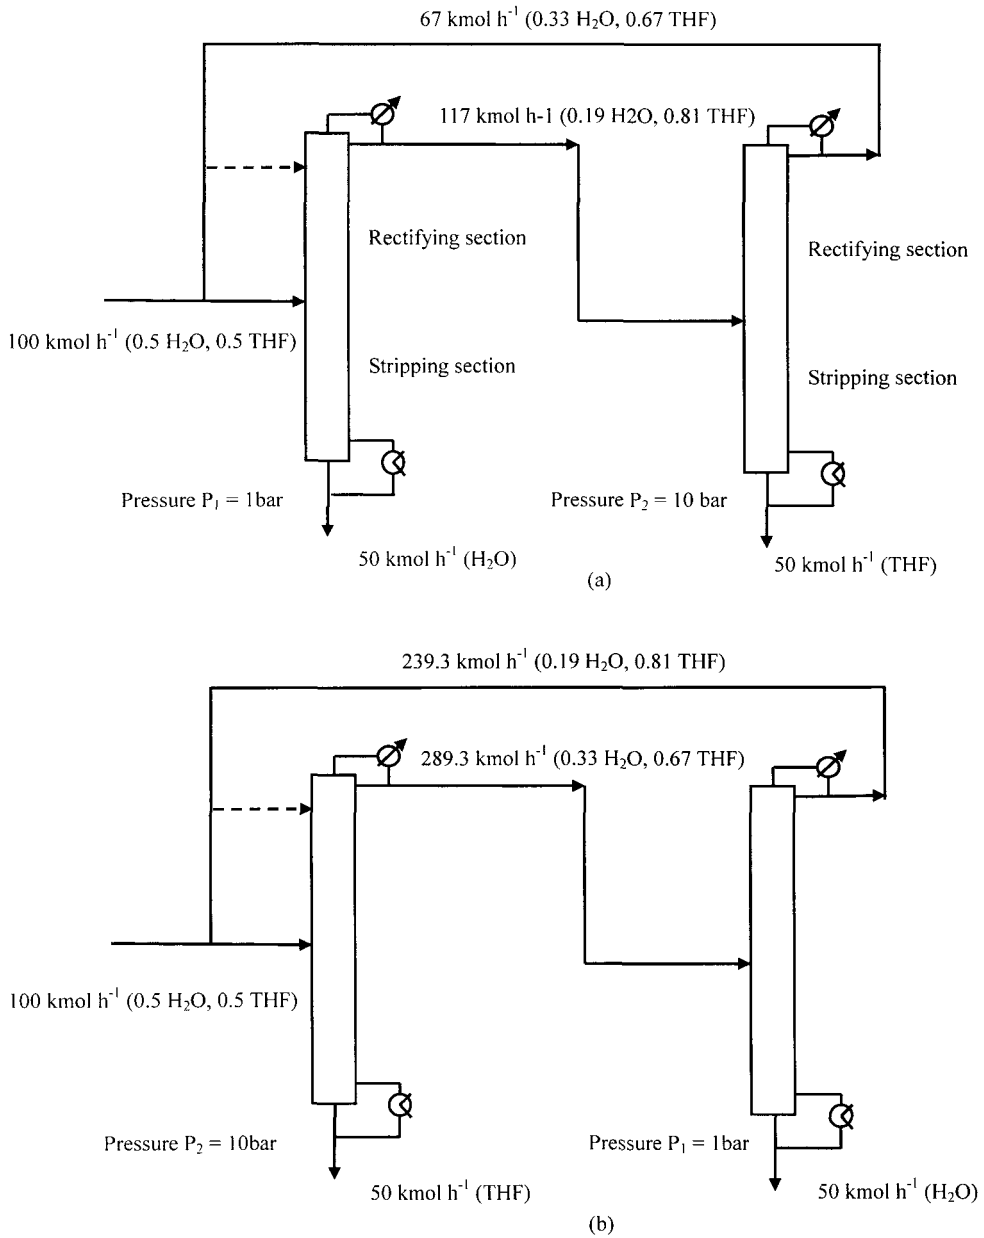 67 kmol h⁻¹ (0.33 H₂O, 0.67 THF)
117 kmol h-1 (0.19 H2O, 0.81 THF)
Rectifying section
Rectifying section
100 kmol h⁻¹ (0.5 H₂O, 0.5 THF)
Stripping section
Stripping section
Pressure P₁ = 1bar
Pressure P₂ = 10 bar
50 kmol h⁻¹ (H₂O)
50 kmol h⁻¹ (THF)
(a)
239.3 kmol h⁻¹ (0.19 H₂O, 0.81 THF)
289.3 kmol h⁻¹ (0.33 H₂O, 0.67 THF)
100 kmol h⁻¹ (0.5 H₂O, 0.5 THF)
Pressure P₂ = 10bar
Pressure P₁ = 1bar
50 kmol h⁻¹ (THF)
50 kmol h⁻¹ (H₂O)
(b)